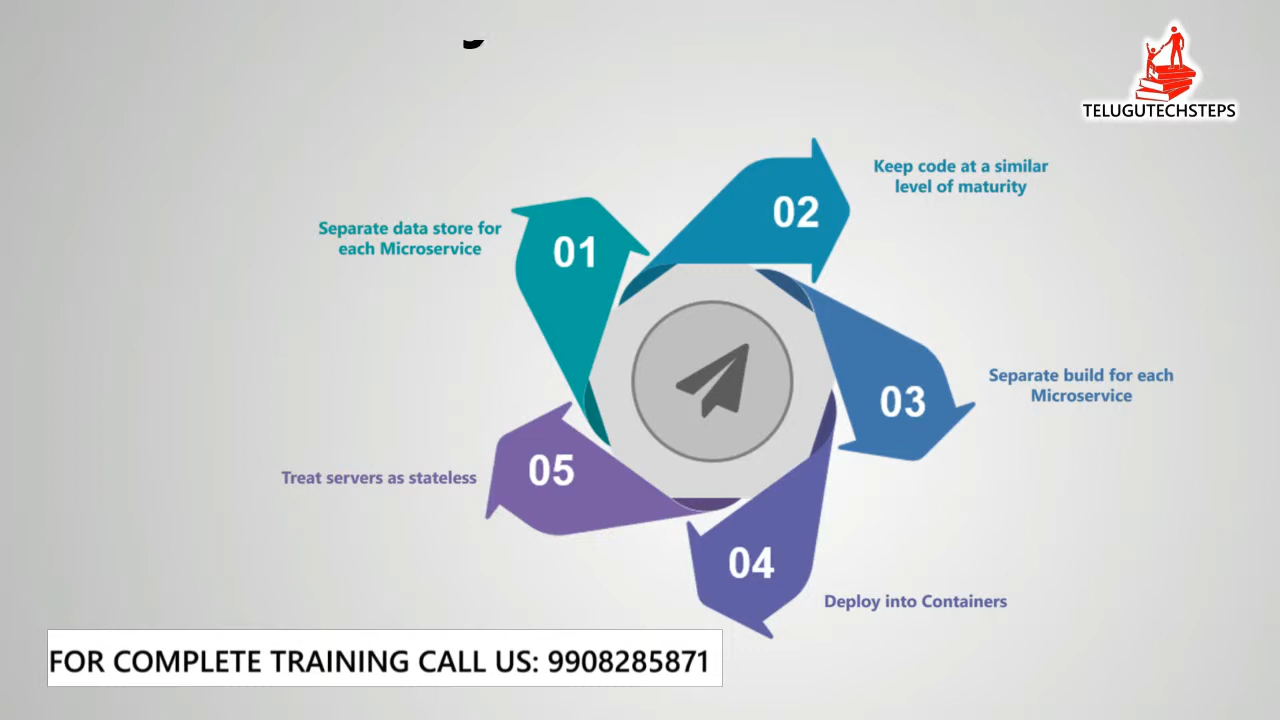 TELUGUTECHSTEPS
Separate data store for
each Microservice
01
02
Keep code at a similar
level of maturity
03
Separate build for each
Microservice
04
Deploy into Containers
05
Treat servers as stateless
FOR COMPLETE TRAINING CALL US: 9908285871